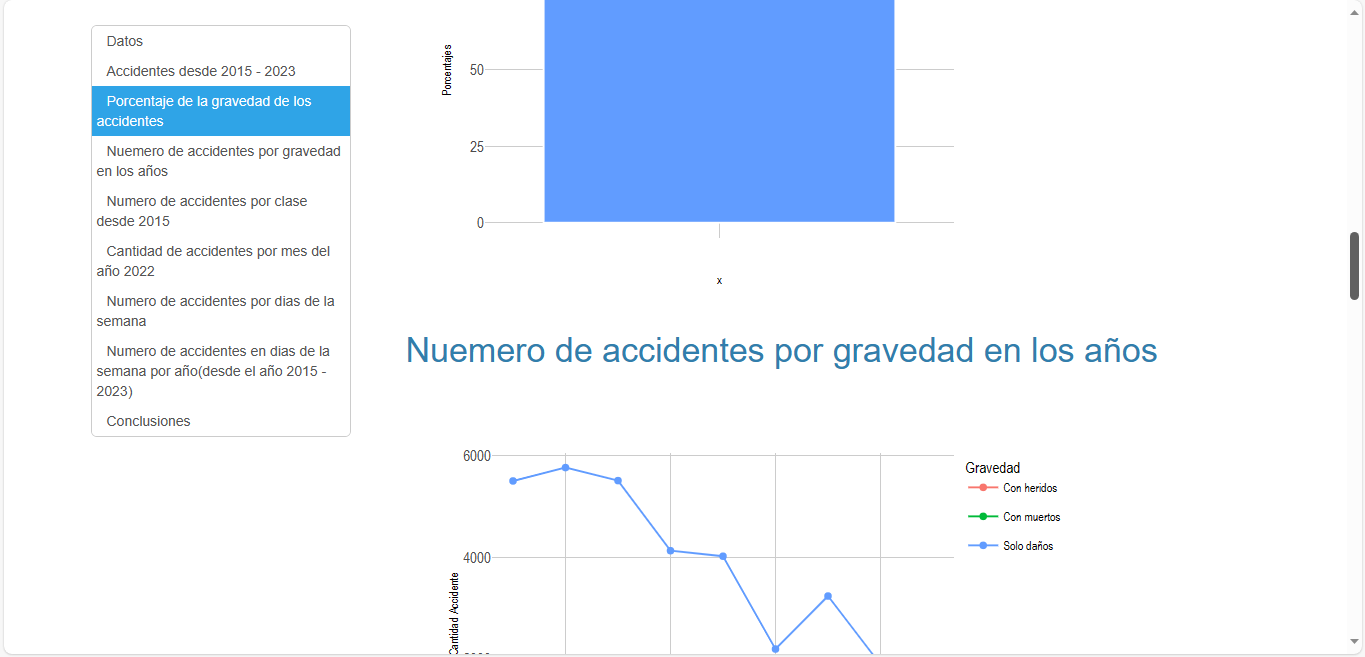 Datos
Accidentes desde 2015 - 2023
Porcentaje de la gravedad de los
accidentes
Nuemero de accidentes por gravedad
en los años
Numero de accidentes por clase
desde 2015
Cantidad de accidentes por mes del
año 2022
Numero de accidentes por dias de la
semana
Numero de accidentes en dias de la
semana por año(desde el año 2015 -
2023)
Conclusiones
Porcentajes
50
25
0
x
Nuemero de accidentes por gravedad en los años
6000
4000
Cantidad Accidente
Gravedad
Con heridos
Con muertos
Solo daños